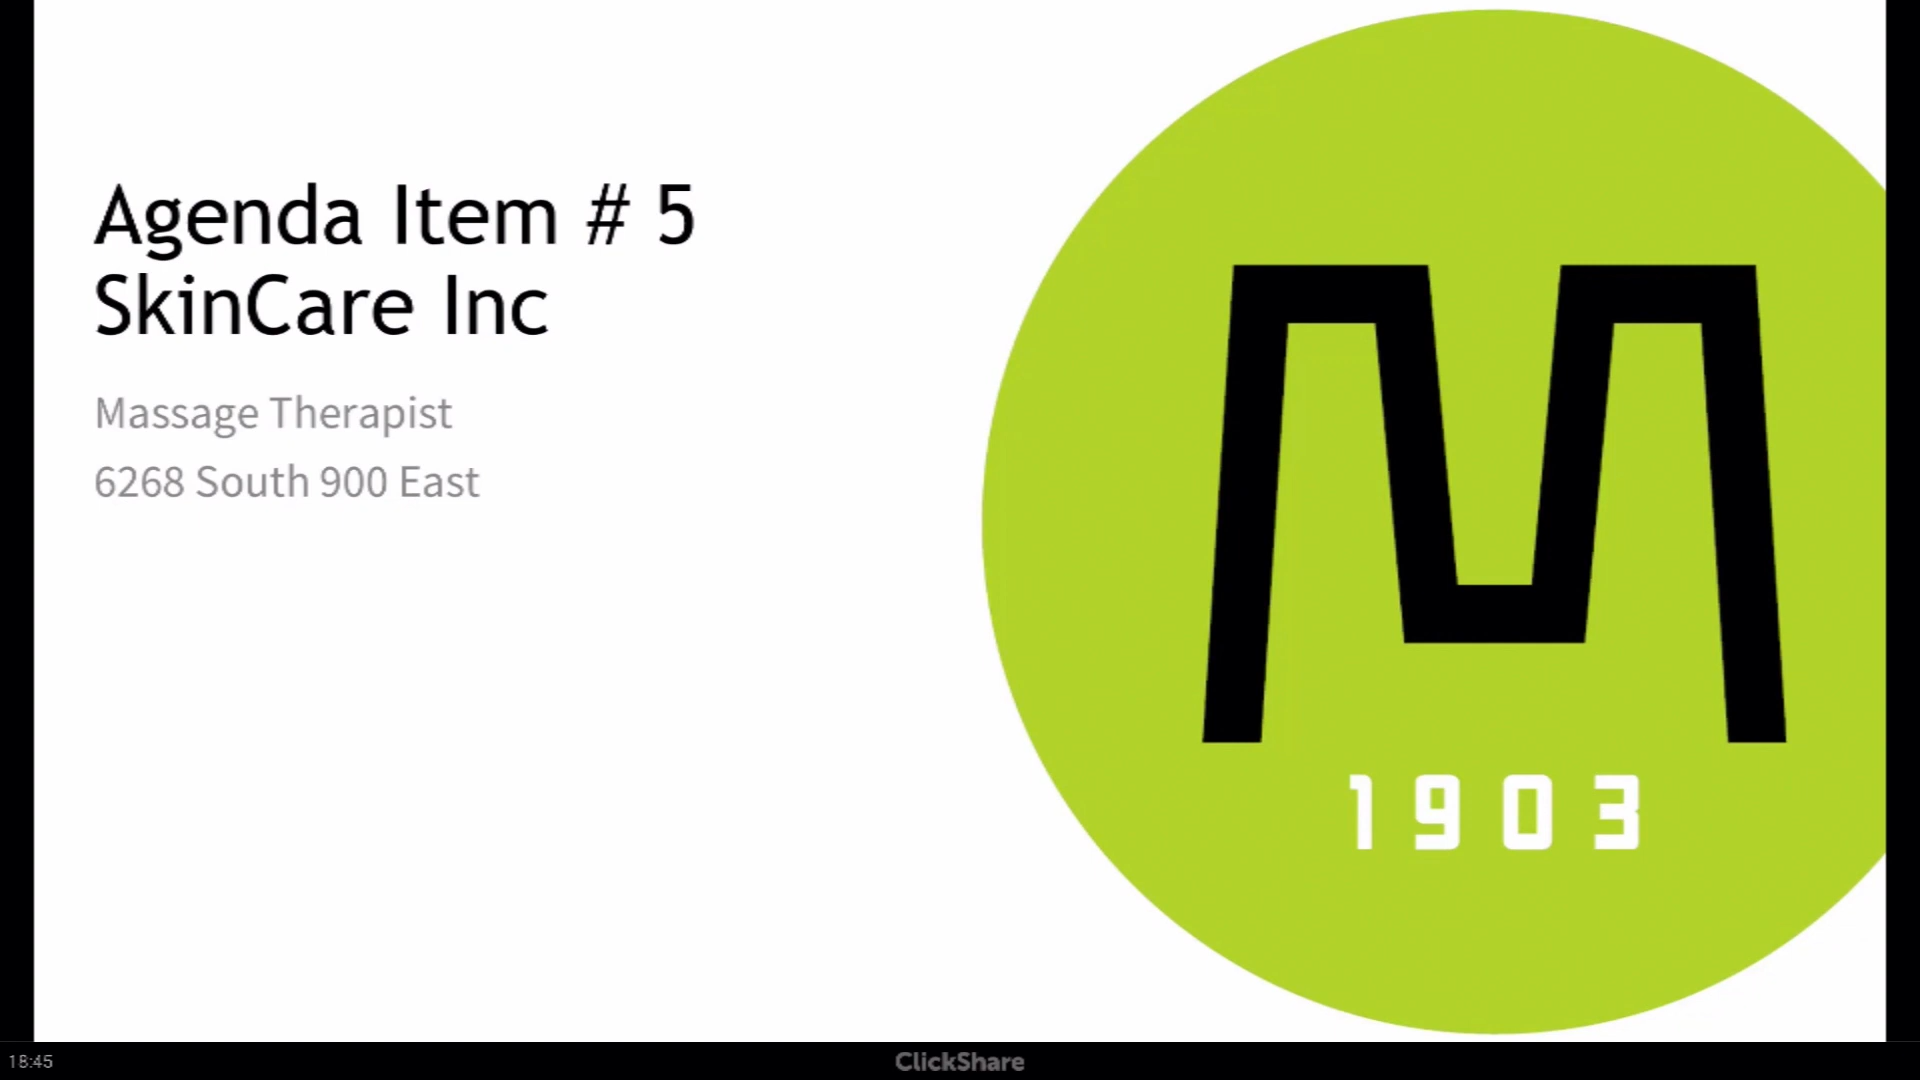 Agenda Item # 5
SkinCare Inc
Massage Therapist
6268 South 900 East
M
1903
18:45
ClickShare